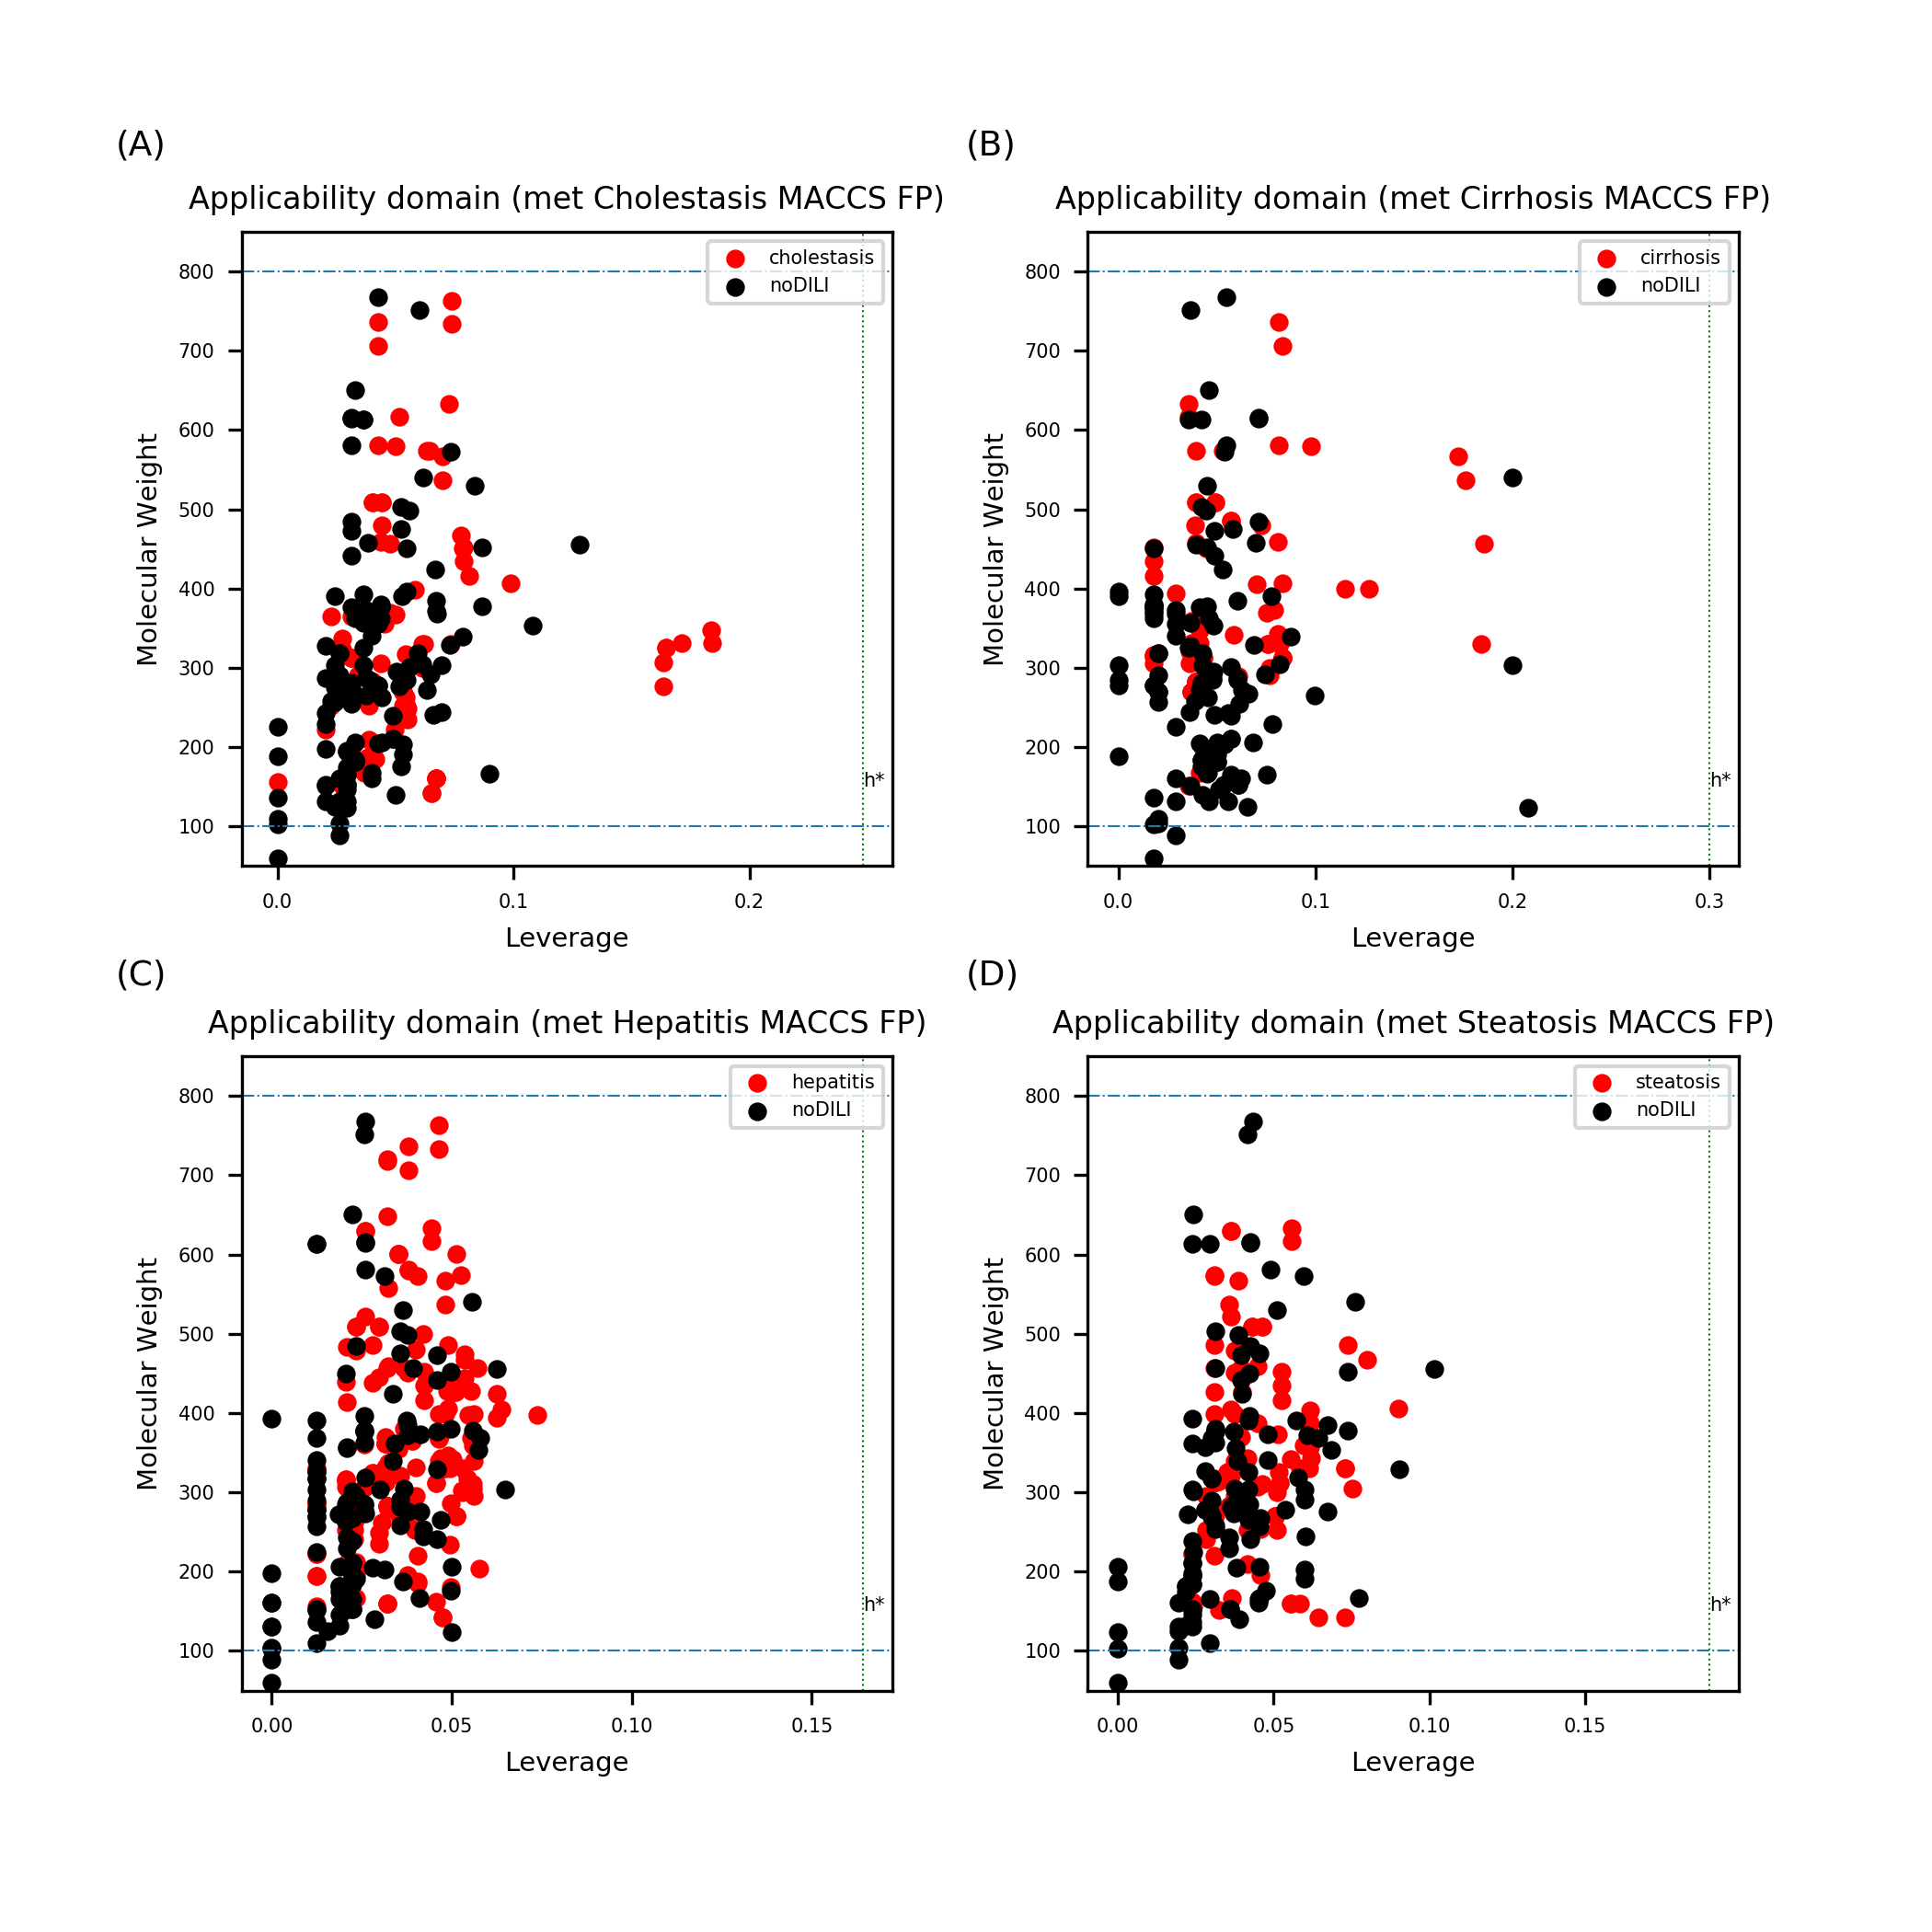 (A)
Applicability domain (met Cholestasis MACCS FP)
cholestasis
noDILI
800
700
600
500
400
300
200
100
Molecular Weight
h*
0.0
0.1
0.2
Leverage
(B)
Applicability domain (met Cirrhosis MACCS FP)
cirrhosis
noDILI
800
700
600
500
400
300
200
100
Molecular Weight
h*
0.0
0.1
0.2
0.3
Leverage
(C)
Applicability domain (met Hepatitis MACCS FP)
hepatitis
noDILI
800
700
600
500
400
300
200
100
Molecular Weight
h*
0.00
0.05
0.10
0.15
Leverage
(D)
Applicability domain (met Steatosis MACCS FP)
steatosis
noDILI
800
700
600
500
400
300
200
100
Molecular Weight
h*
0.00
0.05
0.10
0.15
Leverage